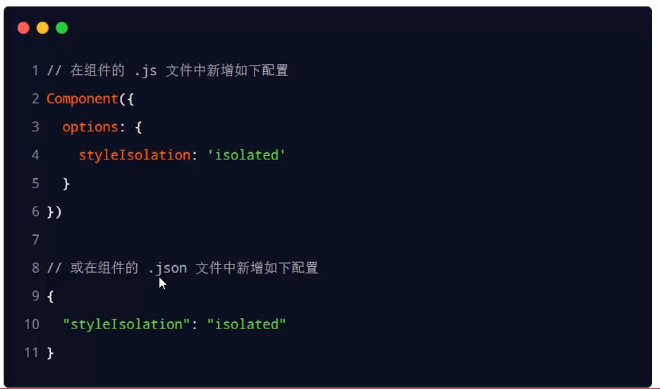 1 // 在组件的 .js 文件中新增如下配置
2 Component({
3   options: {
4     styleIsolation: 'isolated'
5   }
6 })
7
8 // 或在组件的 .json 文件中新增如下配置
9 {
10   "styleIsolation": "isolated"
11 }